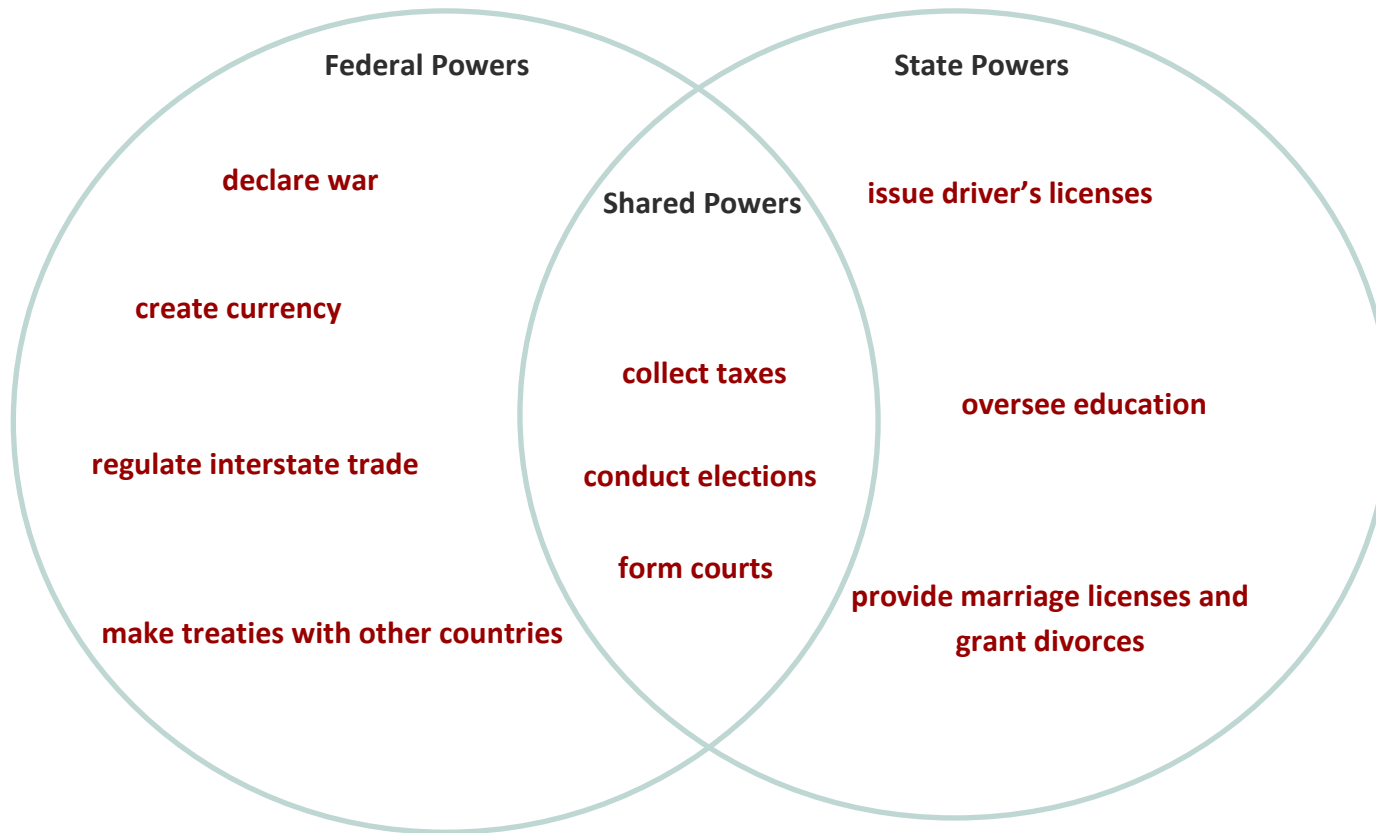 Federal Powers
declare war
create currency
regulate interstate trade
make treaties with other countries
Shared Powers
collect taxes
conduct elections
form courts
State Powers
issue driver’s licenses
oversee education
provide marriage licenses and
grant divorces